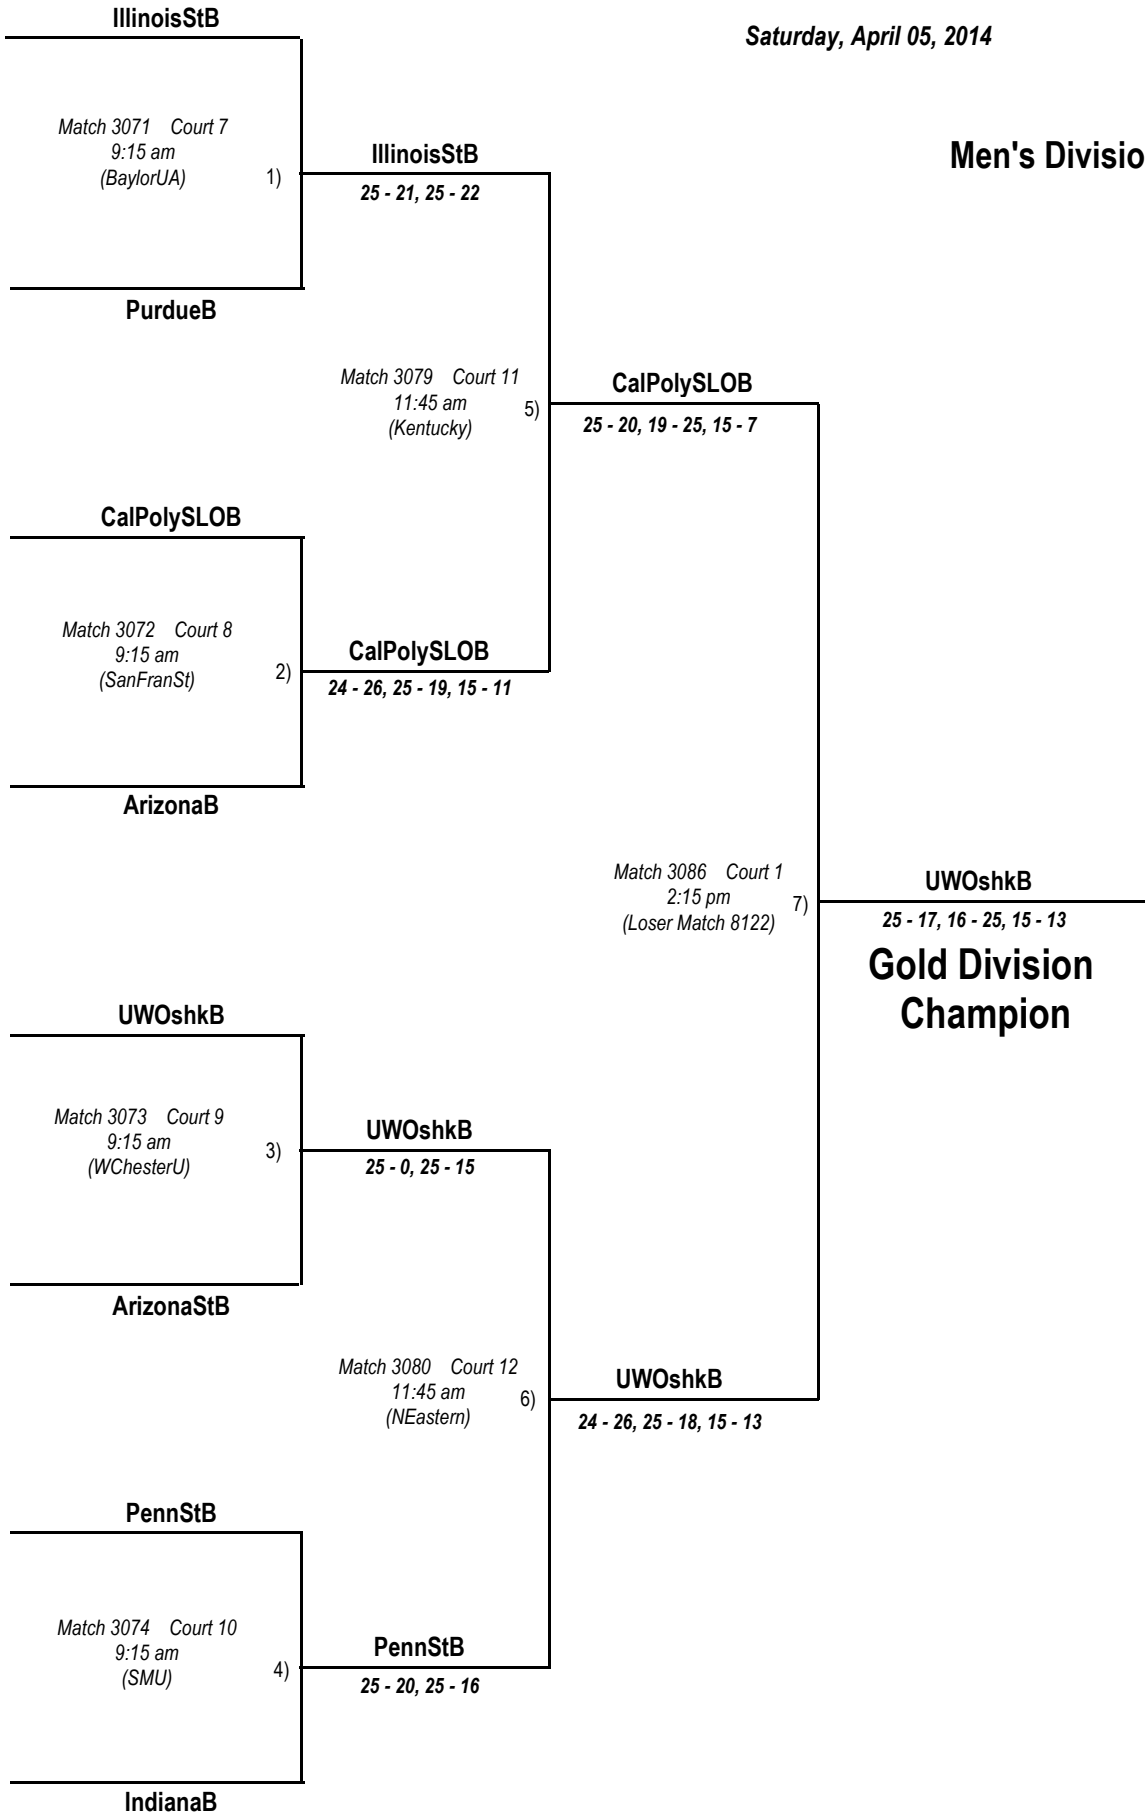 IllinoisStB
Saturday, April 05, 2014
Match 3071 Court 7
9:15 am
(BaylorUA)
1)
IllinoisStB
25 - 21, 25 - 22
Men's Divisio
PurdueB
Match 3079 Court 11
11:45 am
(Kentucky)
5)
CalPolySLOB
25 - 20, 19 - 25, 15 - 7
CalPolySLOB
Match 3072 Court 8
9:15 am
(SanFranSt)
2)
CalPolySLOB
24 - 26, 25 - 19, 15 - 11
ArizonaB
Match 3086 Court 1
2:15 pm
(Loser Match 8122)
7)
UWOshkB
25 - 17, 16 - 25, 15 - 13
Gold Division
Champion
UWOshkB
Match 3073 Court 9
9:15 am
(WChesterU)
3)
UWOshkB
25 - 0, 25 - 15
ArizonaStB
Match 3080 Court 12
11:45 am
(NEastern)
6)
UWOshkB
24 - 26, 25 - 18, 15 - 13
PennStB
Match 3074 Court 10
9:15 am
(SMU)
4)
PennStB
25 - 20, 25 - 16
IndianaB